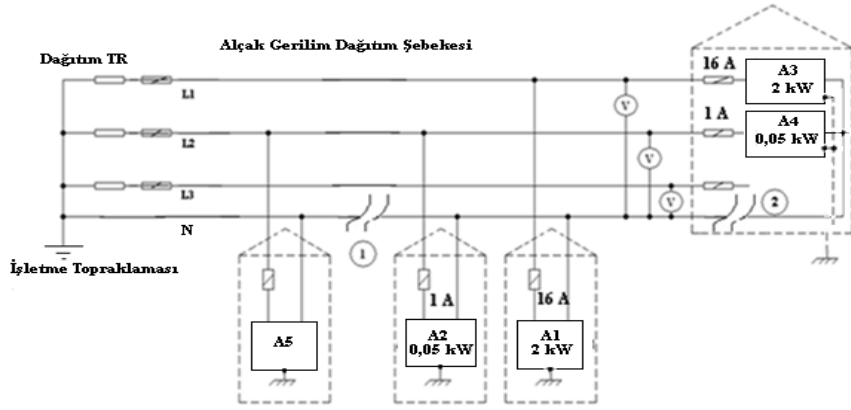 Alçak Gerilim Dağıtım Şebekesi
Dağıtım TR
L1
L2
L3
N
İşletme Topraklaması
V
V
V
16 A
A3
2 kW
1 A
A4
0,05 kW
2
1
A5
1 A
A2
0,05 kW
16 A
A1
2 kW